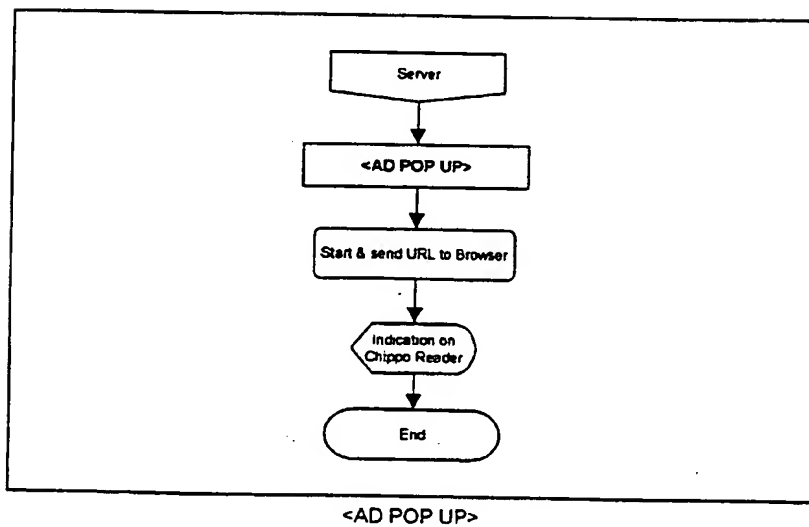 Server
<AD POP UP>
Start & send URL to Browser
Indication on
Chippo Reader
End
<AD POP UP>